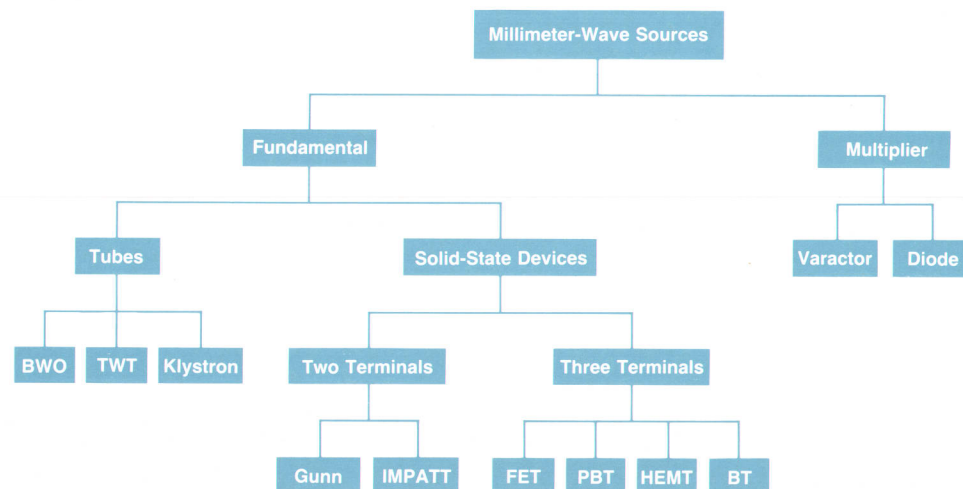 Millimeter-Wave Sources
Fundamental
Multiplier
Tubes
Solid-State Devices
Varactor
Diode
BWO
TWT
Klystron
Two Terminals
Three Terminals
Gunn
IMPATT
FET
PBT
HEMT
BT